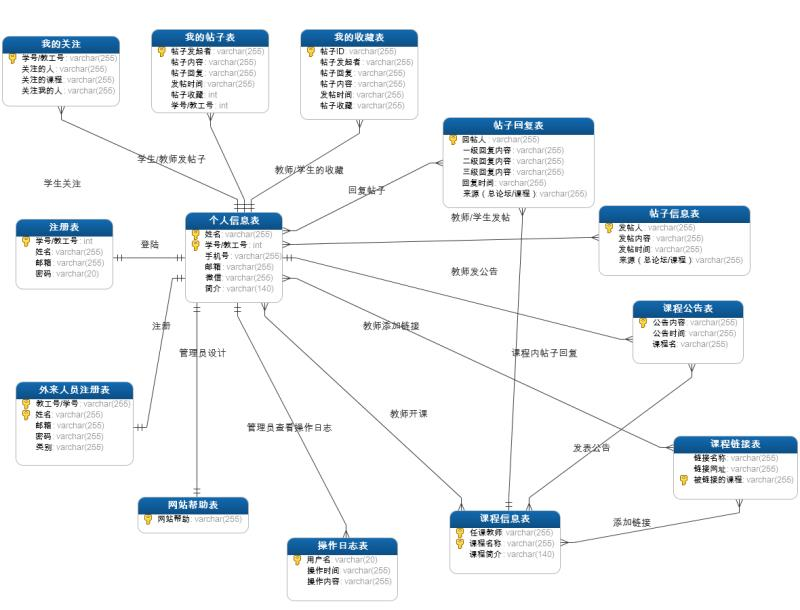 我的关注
学号/教工号: varchar(255)
关注的人: varchar(255)
关注的课程: varchar(255)
关注我的人: varchar(255)
我的帖子表
帖子发起者: varchar(255)
帖子内容: varchar(255)
帖子回复: varchar(255)
发帖时间: varchar(255)
帖子收藏: int
学号/教工号: int
我的收藏表
帖子ID: varchar(255)
帖子发起者: varchar(255)
帖子回复: varchar(255)
帖子内容: varchar(255)
发帖时间: varchar(255)
帖子收藏: varchar(255)
帖子回复表
回帖人: varchar(255)
一级回复内容: varchar(255)
二级回复内容: varchar(255)
三级回复内容: varchar(255)
回复时间: varchar(255)
来源（总论坛/课程）: varchar(255)
学生/教师发帖子
教师/学生的收藏
学生关注
回复帖子
教师/学生发帖
帖子信息表
发帖人: varchar(255)
发帖内容: varchar(255)
发帖时间: varchar(255)
来源（总论坛/课程）: varchar(255)
注册表
学号/教工号: int
姓名: varchar(255)
邮箱: varchar(255)
密码: varchar(20)
登陆
个人信息表
姓名: varchar(255)
学号/教工号: int
手机号: varchar(255)
邮箱: varchar(255)
微信: varchar(255)
简介: varchar(140)
教师发公告
课程公告表
公告内容: varchar(255)
公告时间: varchar(255)
课程名: varchar(255)
注册
教师添加链接
管理员设计
课程内帖子回复
外来人员注册表
教工号/学号: varchar(255)
姓名: varchar(255)
邮箱: varchar(255)
密码: varchar(255)
类别: varchar(255)
管理员查看操作日志
教师开课
发表公告
课程链接表
链接名称: varchar(255)
链接网址: varchar(255)
被链接的课程: varchar(255)
网站帮助表
网站帮助: varchar(255)
操作日志表
用户名: varchar(20)
操作时间: varchar(255)
操作内容: varchar(255)
课程信息表
任课教师: varchar(255)
课程名称: varchar(255)
课程简介: varchar(140)
添加链接